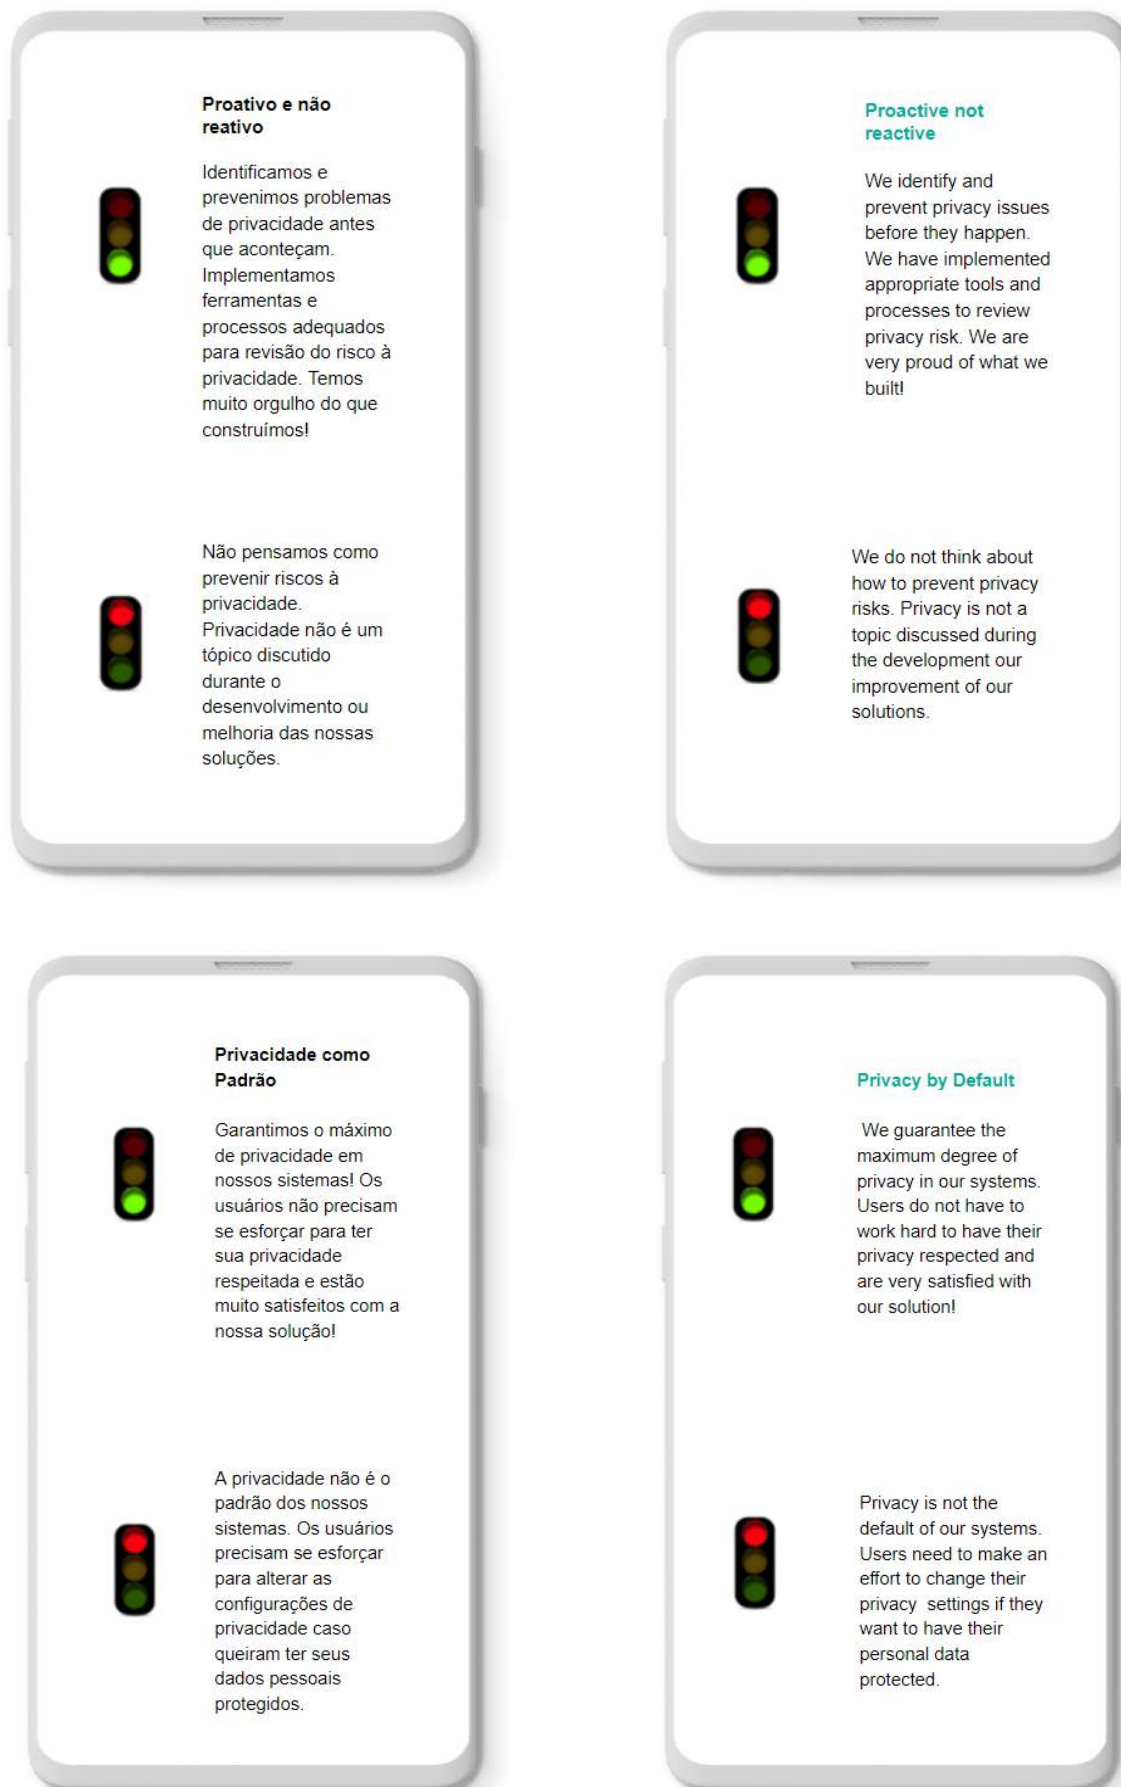 Proativo e não
reativo
Identificamos e
prevenimos problemas
de privacidade antes
que aconteçam.
Implementamos
ferramentas e
processos adequados
para revisão do risco à
privacidade. Temos
muito orgulho do que
construímos!
Não pensamos como
prevenir riscos à
privacidade.
Privacidade não é um
tópico discutido
durante o
desenvolvimento ou
melhoria das nossas
soluções.
Proactive not
reactive
We identify and
prevent privacy issues
before they happen.
We have implemented
appropriate tools and
processes to review
privacy risk. We are
very proud of what we
built!
We do not think about
how to prevent privacy
risks. Privacy is not a
topic discussed during
the development our
improvement of our
solutions.
Privacidade como
Padrão
Garantimos o máximo
de privacidade em
nossos sistemas! Os
usuários não precisam
se esforçar para ter
sua privacidade
respeitada e estão
muito satisfeitos com a
nossa solução!
A privacidade não é o
padrão dos nossos
sistemas. Os usuários
precisam se esforçar
para alterar as
configurações de
privacidade caso
queiram ter seus
dados pessoais
protegidos.
Privacy by Default
We guarantee the
maximum degree of
privacy in our systems.
Users do not have to
work hard to have their
privacy respected and
are very satisfied with
our solution!
Privacy is not the
default of our systems.
Users need to make an
effort to change their
privacy settings if they
want to have their
personal data
protected.